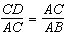 CD/AC = AC/AB